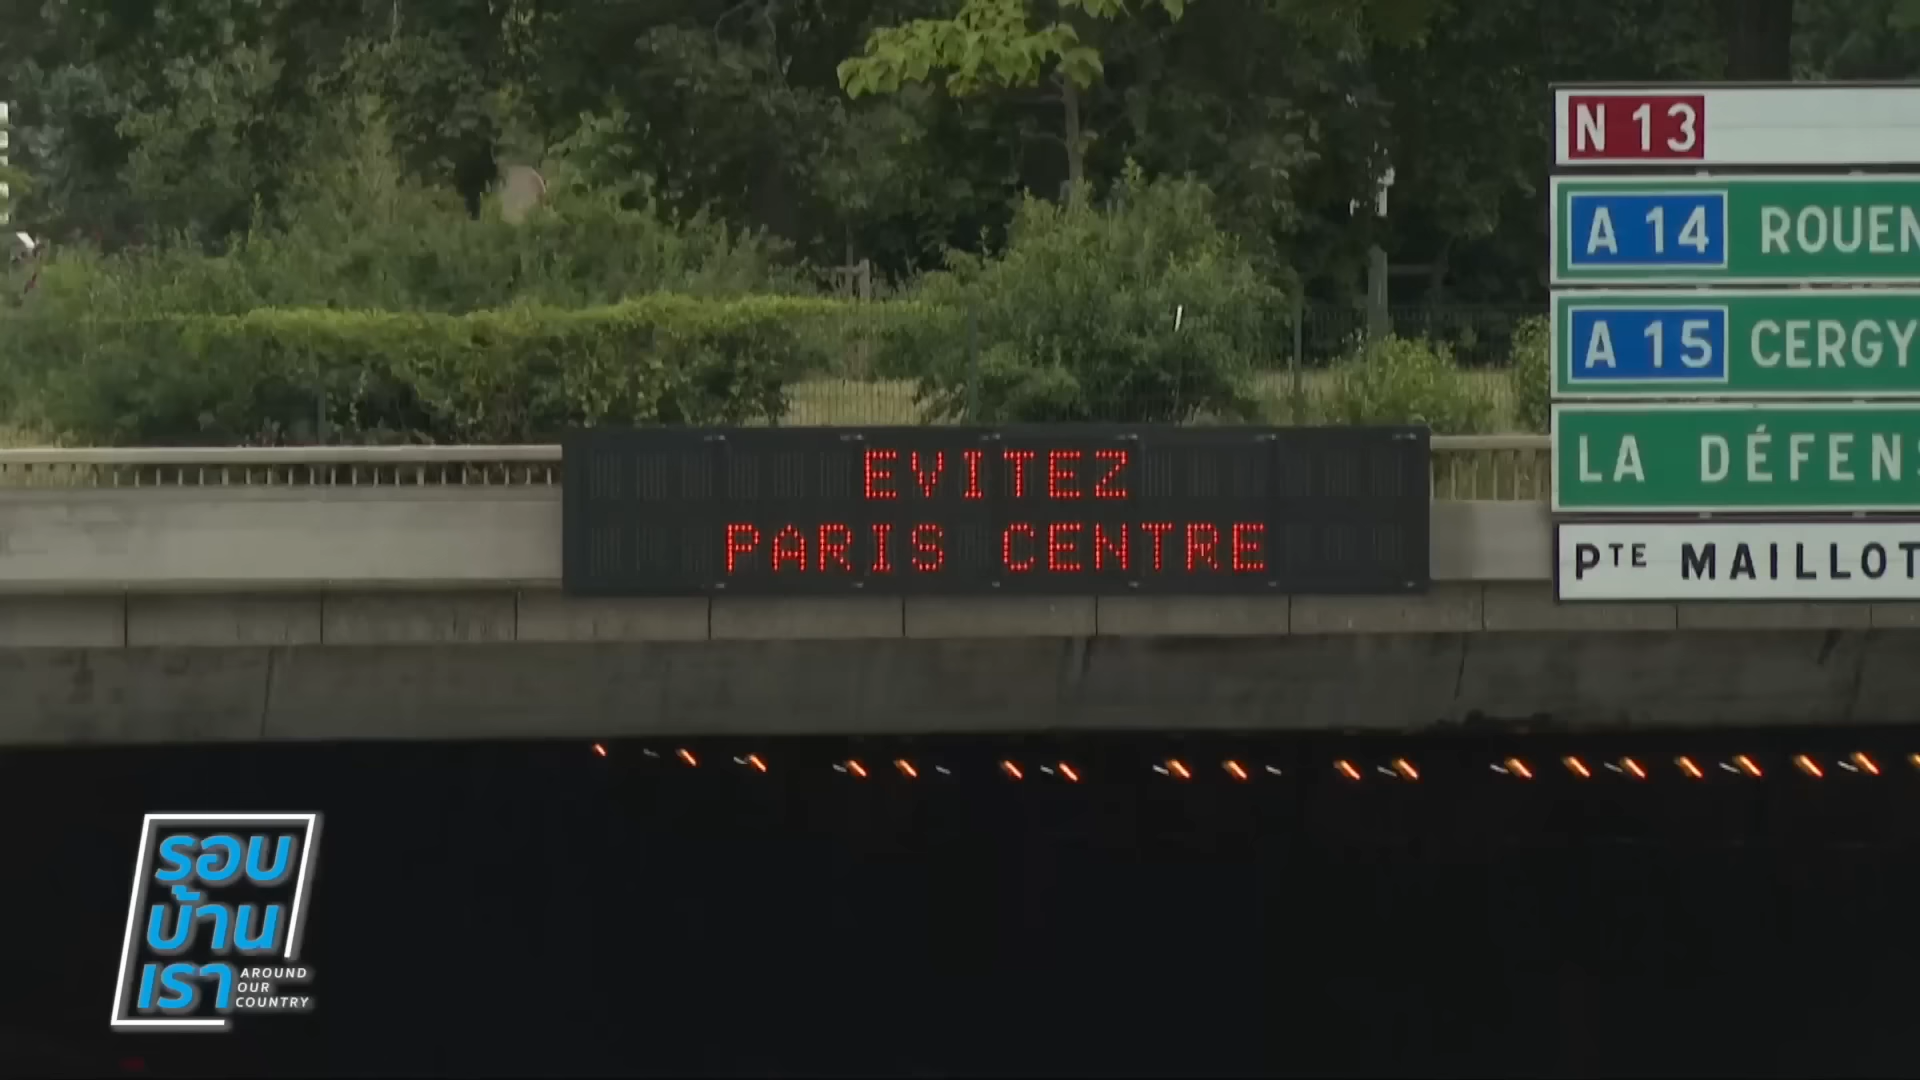 N 13
A 14 ROUEN
A 15 CERGY
LA DÉFENS
PTE MAILLOT
EVITEZ
PARIS CENTRE
รอบ
บ้าน
เรา
AROUND
OUR
COUNTRY